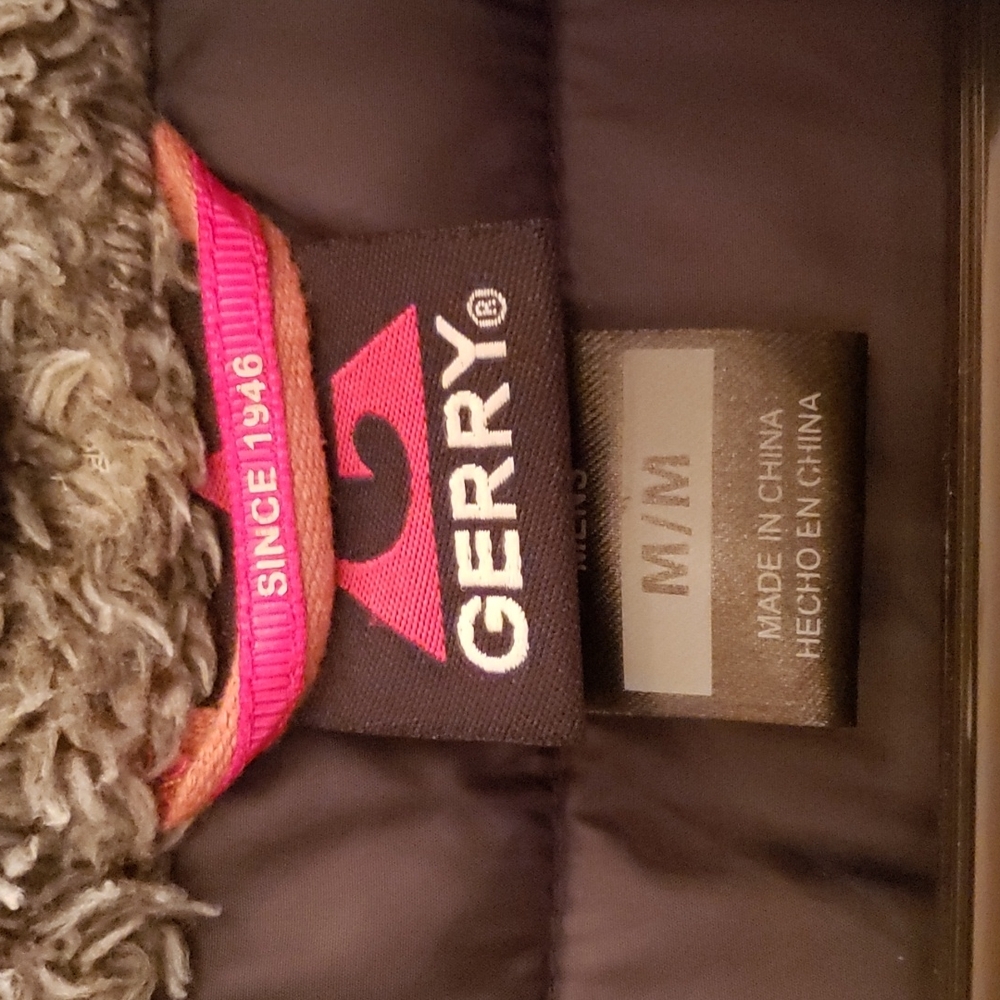 SINCE 1946
GERRY®
MENS
M/M
MADE IN CHINA
HECHO EN CHINA